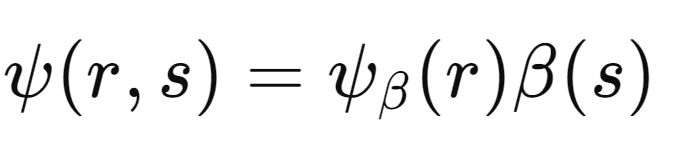 ψ(r, s) = ψ_β(r)β(s)